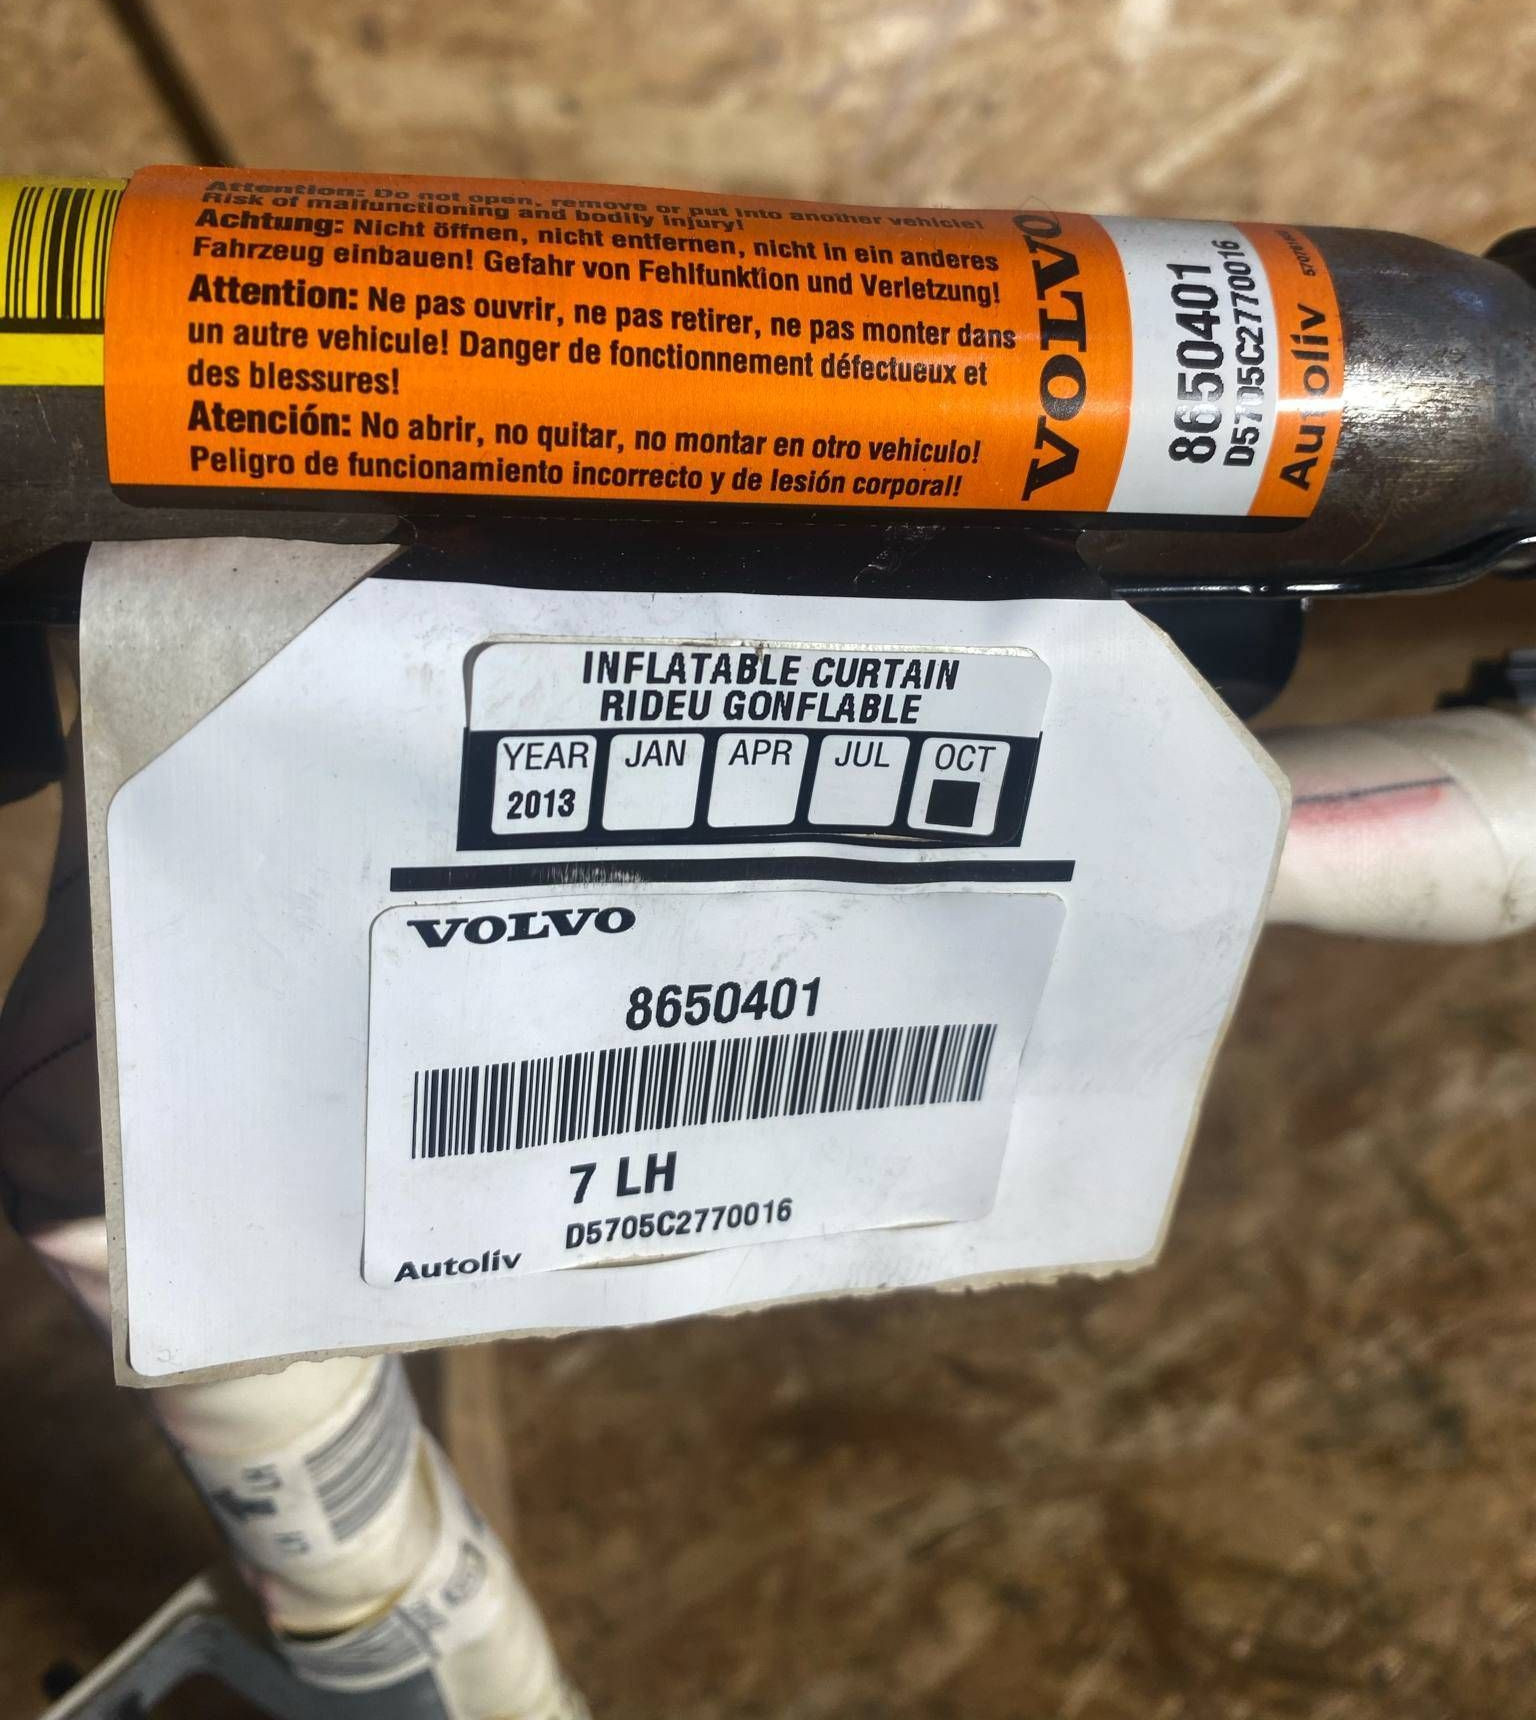 Attention: Do not open, remove or put into another vehicle!
Risk of malfunctioning and bodily injury!
Achtung: Nicht öffnen, nicht entfernen, nicht in ein anderes
Fahrzeug einbauen! Gefahr von Fehlfunktion und Verletzung!
Attention: Ne pas ouvrir, ne pas retirer, ne pas monter dans
un autre vehicule! Danger de fonctionnement défectueux et
des blessures!
Atención: No abrir, no quitar, no montar en otro vehiculo!
Peligro de funcionamiento incorrecto y de lesión corporal!
VOLVO
8650401
D5705C2770016
Autoliv
INFLATABLE CURTAIN
RIDEU GONFLABLE
YEAR JAN APR JUL OCT
2013
VOLVO
8650401
7 LH
D5705C2770016
Autoliv
LH
LH